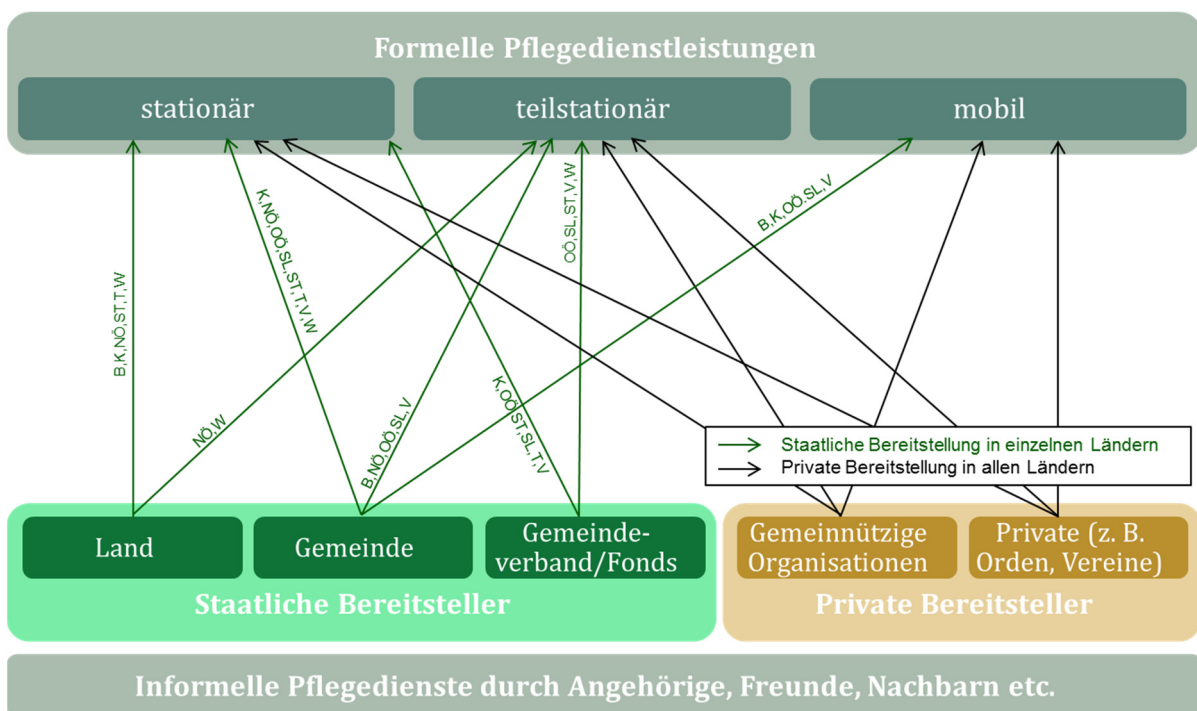 Formelle Pflegedienstleistungen
stationär
teilstationär
mobil
B,K,NÖ,ST,T,W
NÖ,W
K,NÖ,OÖ,SL,ST,T,V,W
B,NÖ,OÖ,SL,V
K,OÖ,ST,SL,T,V
OÖ,SL,ST,V,W
B,K,OÖ.SL,V
Staatliche Bereitstellung in einzelnen Ländern
Private Bereitstellung in allen Ländern
Land
Gemeinde
Gemeinde-
verband/Fonds
Staatliche Bereitsteller
Gemeinnützige
Organisationen
Private (z. B.
Orden, Vereine)
Private Bereitsteller
Informelle Pflegedienste durch Angehörige, Freunde, Nachbarn etc.